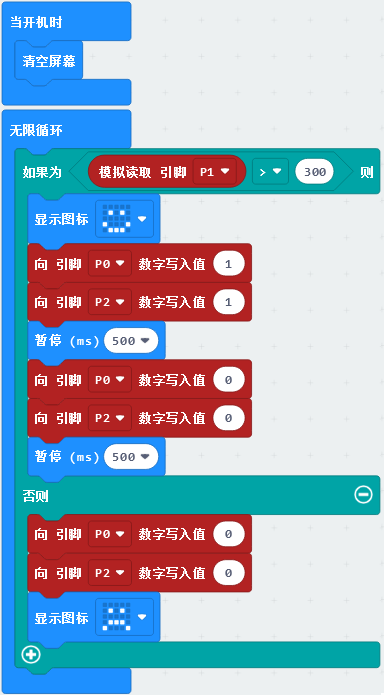 当开机时
清空屏幕
无限循环
如果为 模拟读取 引脚 P1 > 300 则
显示图标
向 引脚 P0 数字写入值 1
向 引脚 P2 数字写入值 1
暂停 (ms) 500
向 引脚 P0 数字写入值 0
向 引脚 P2 数字写入值 0
暂停 (ms) 500
否则
向 引脚 P0 数字写入值 0
向 引脚 P2 数字写入值 0
显示图标